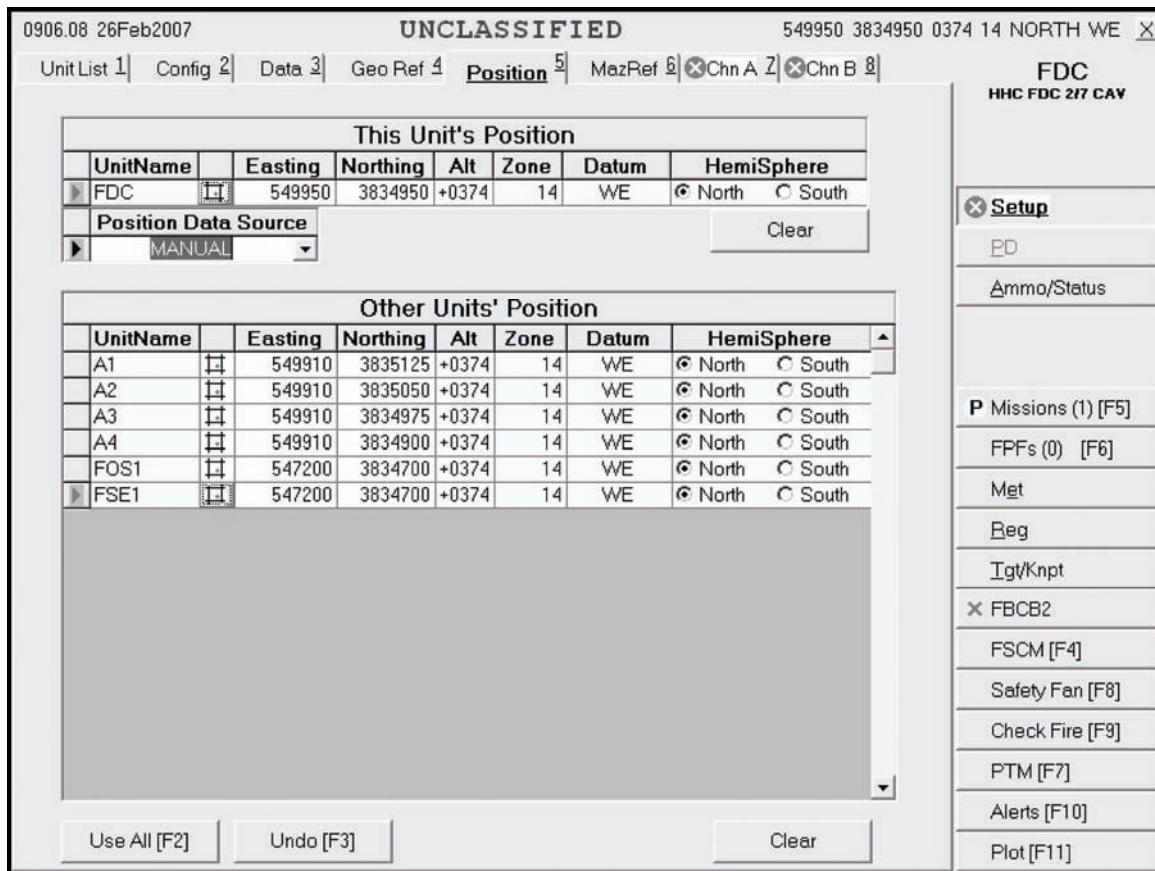 0906.08 26Feb2007 UNCLASSIFIED 549950 3834950 0374 14 NORTH WE X
Unit List 1 Config 2 Data 3 Geo Ref 4 Position 5 MazRef 6 Chn A 7 Chn B 8
FDC
HHC FDC 2/7 CAV
This Unit's Position
UnitName Easting Northing Alt Zone Datum HemiSphere
FDC 549950 3834950 +0374 14 WE North South
Position Data Source
MANUAL
Clear
Other Units' Position
UnitName Easting Northing Alt Zone Datum HemiSphere
A1 549910 3835125 +0374 14 WE North South
A2 549910 3835050 +0374 14 WE North South
A3 549910 3834975 +0374 14 WE North South
A4 549910 3834900 +0374 14 WE North South
FOS1 547200 3834700 +0374 14 WE North South
FSE1 547200 3834700 +0374 14 WE North South
Use All [F2] Undo [F3] Clear
Setup
PD
Ammo/Status
P Missions (1) [F5]
FPFs (0) [F6]
Met
Reg
Tgt/Knpt
FBCB2
FSCM [F4]
Safety Fan [F8]
Check Fire [F9]
PTM [F7]
Alerts [F10]
Plot [F11]